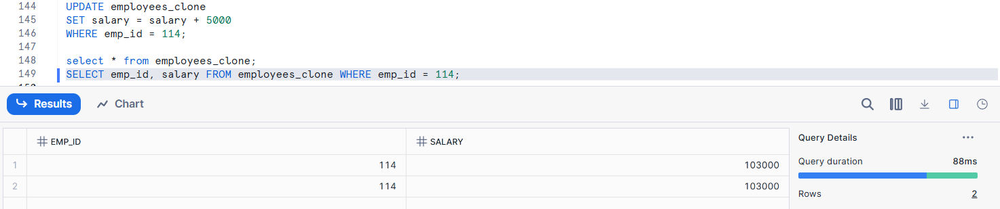 144 UPDATE employees_clone
145 SET salary = salary + 5000
146 WHERE emp_id = 114;
147
148 select * from employees_clone;
149 SELECT emp_id, salary FROM employees_clone WHERE emp_id = 114;
150
Results Chart
EMP_ID SALARY Query Details
1 114 103000 Query duration 88ms
2 114 103000 Rows 2